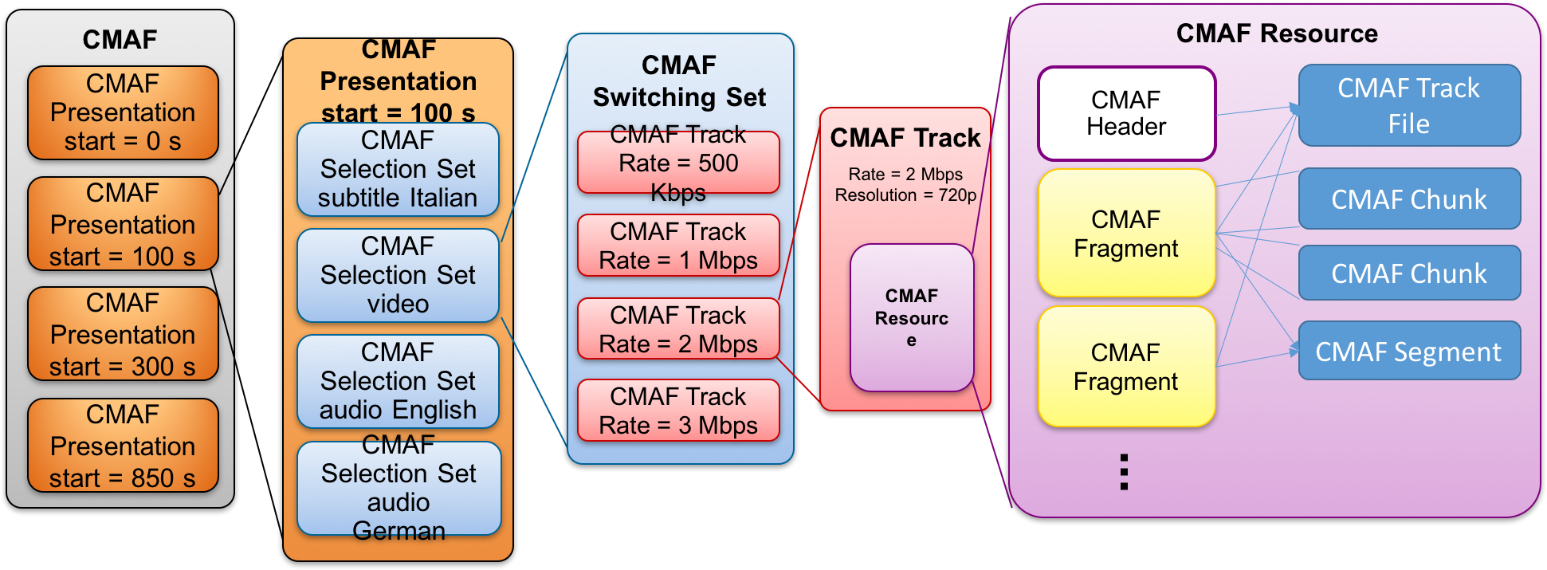 CMAF
CMAF
Presentation
start = 0 s
CMAF
Presentation
start = 100 s
CMAF
Presentation
start = 300 s
CMAF
Presentation
start = 850 s
CMAF
Presentation
start = 100 s
CMAF
Selection Set
subtitle Italian
CMAF
Selection Set
video
CMAF
Selection Set
audio English
CMAF
Selection Set
audio
German
CMAF
Switching Set
CMAF Track
Rate = 500
Kbps
CMAF Track
Rate = 1 Mbps
CMAF Track
Rate = 2 Mbps
CMAF Track
Rate = 3 Mbps
CMAF Track
Rate = 2 Mbps
Resolution = 720p
CMAF
Resourc
e
CMAF Resource
CMAF
Header
CMAF
Fragment
CMAF
Fragment
⋮
CMAF Track
File
CMAF Chunk
CMAF Chunk
CMAF Segment